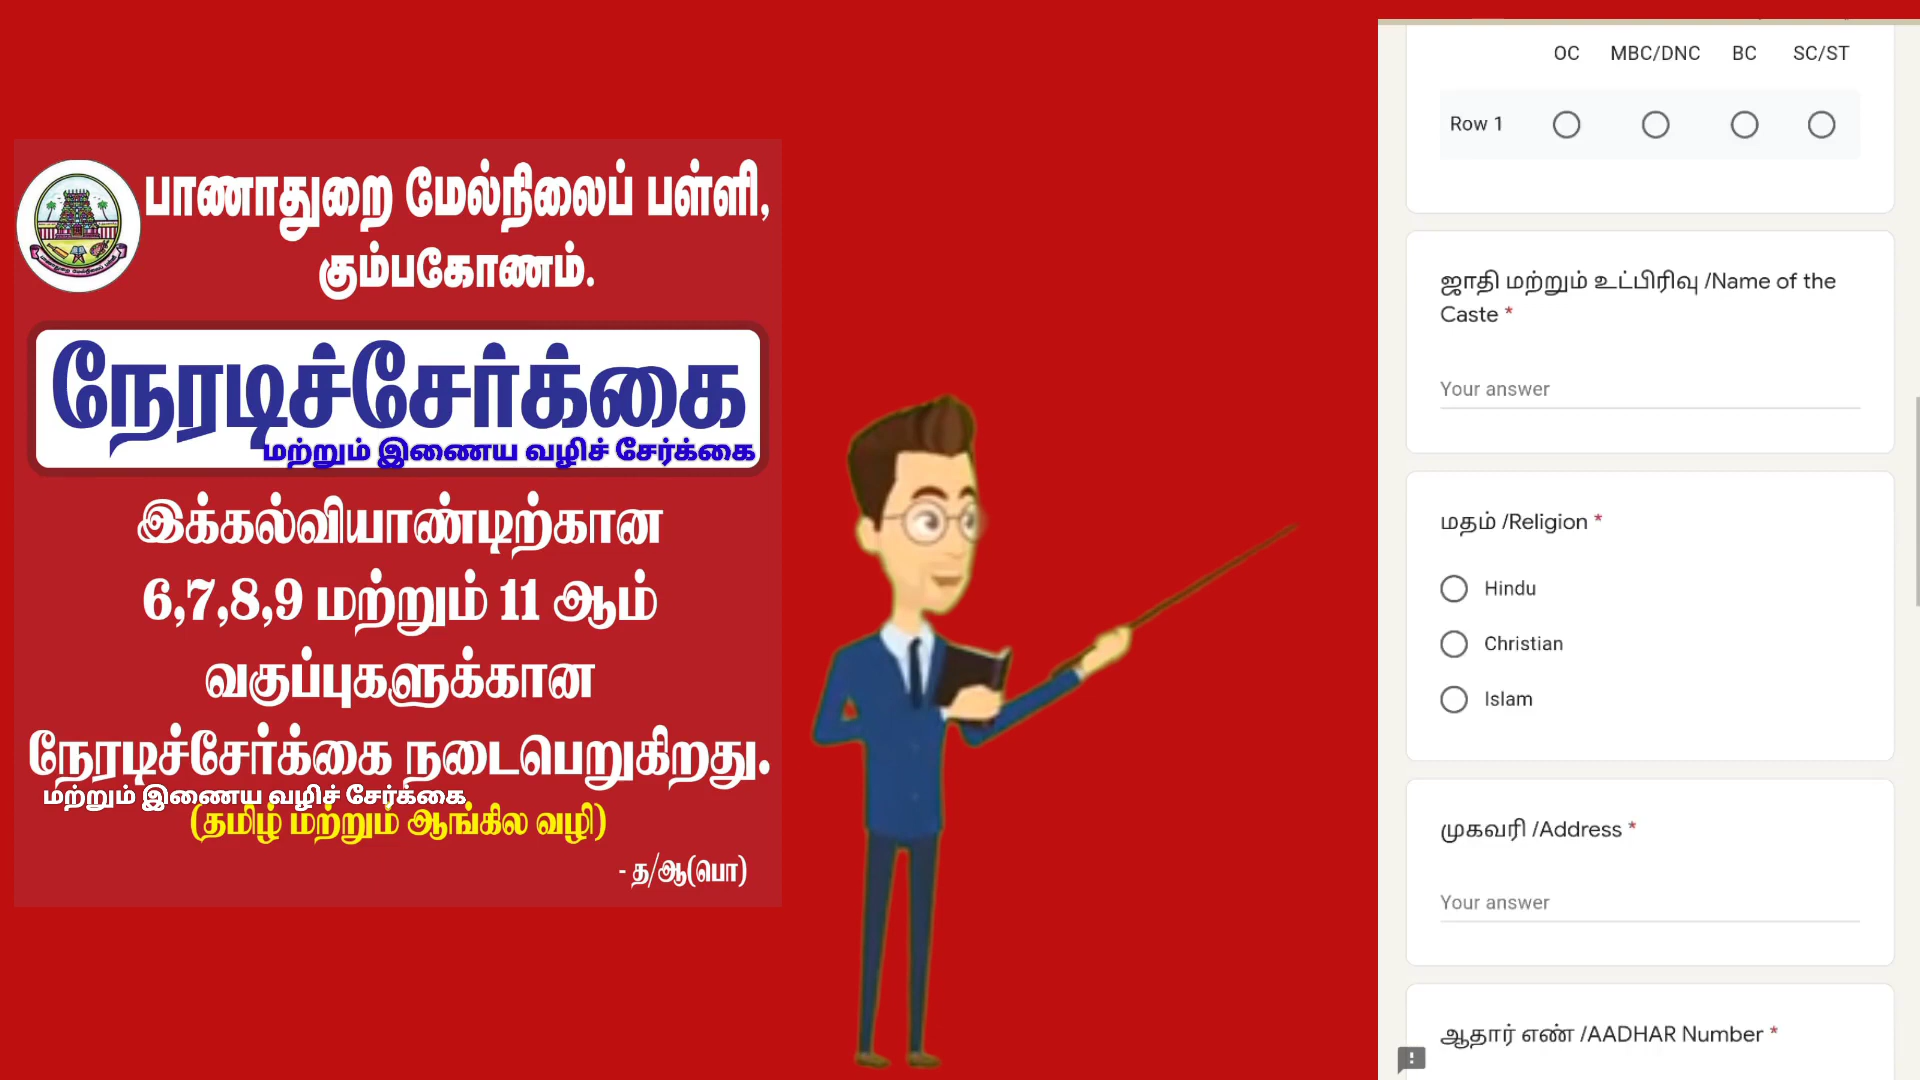 பாணாதுறை மேல்நிலைப் பள்ளி,
கும்பகோணம்.
நேரடிச்சேர்க்கை
மற்றும் இணைய வழிச் சேர்க்கை
இக்கல்வியாண்டிற்கான
6,7,8,9 மற்றும் 11 ஆம்
வகுப்புகளுக்கான
நேரடிச்சேர்க்கை நடைபெறுகிறது.
மற்றும் இணைய வழிச் சேர்க்கை
(தமிழ் மற்றும் ஆங்கில வழி)
- த/ஆ(பொ)
OC MBC/DNC BC SC/ST
Row 1
ஜாதி மற்றும் உட்பிரிவு /Name of the
Caste *
Your answer
மதம் /Religion *
Hindu
Christian
Islam
முகவரி /Address *
Your answer
ஆதார் எண் /AADHAR Number *